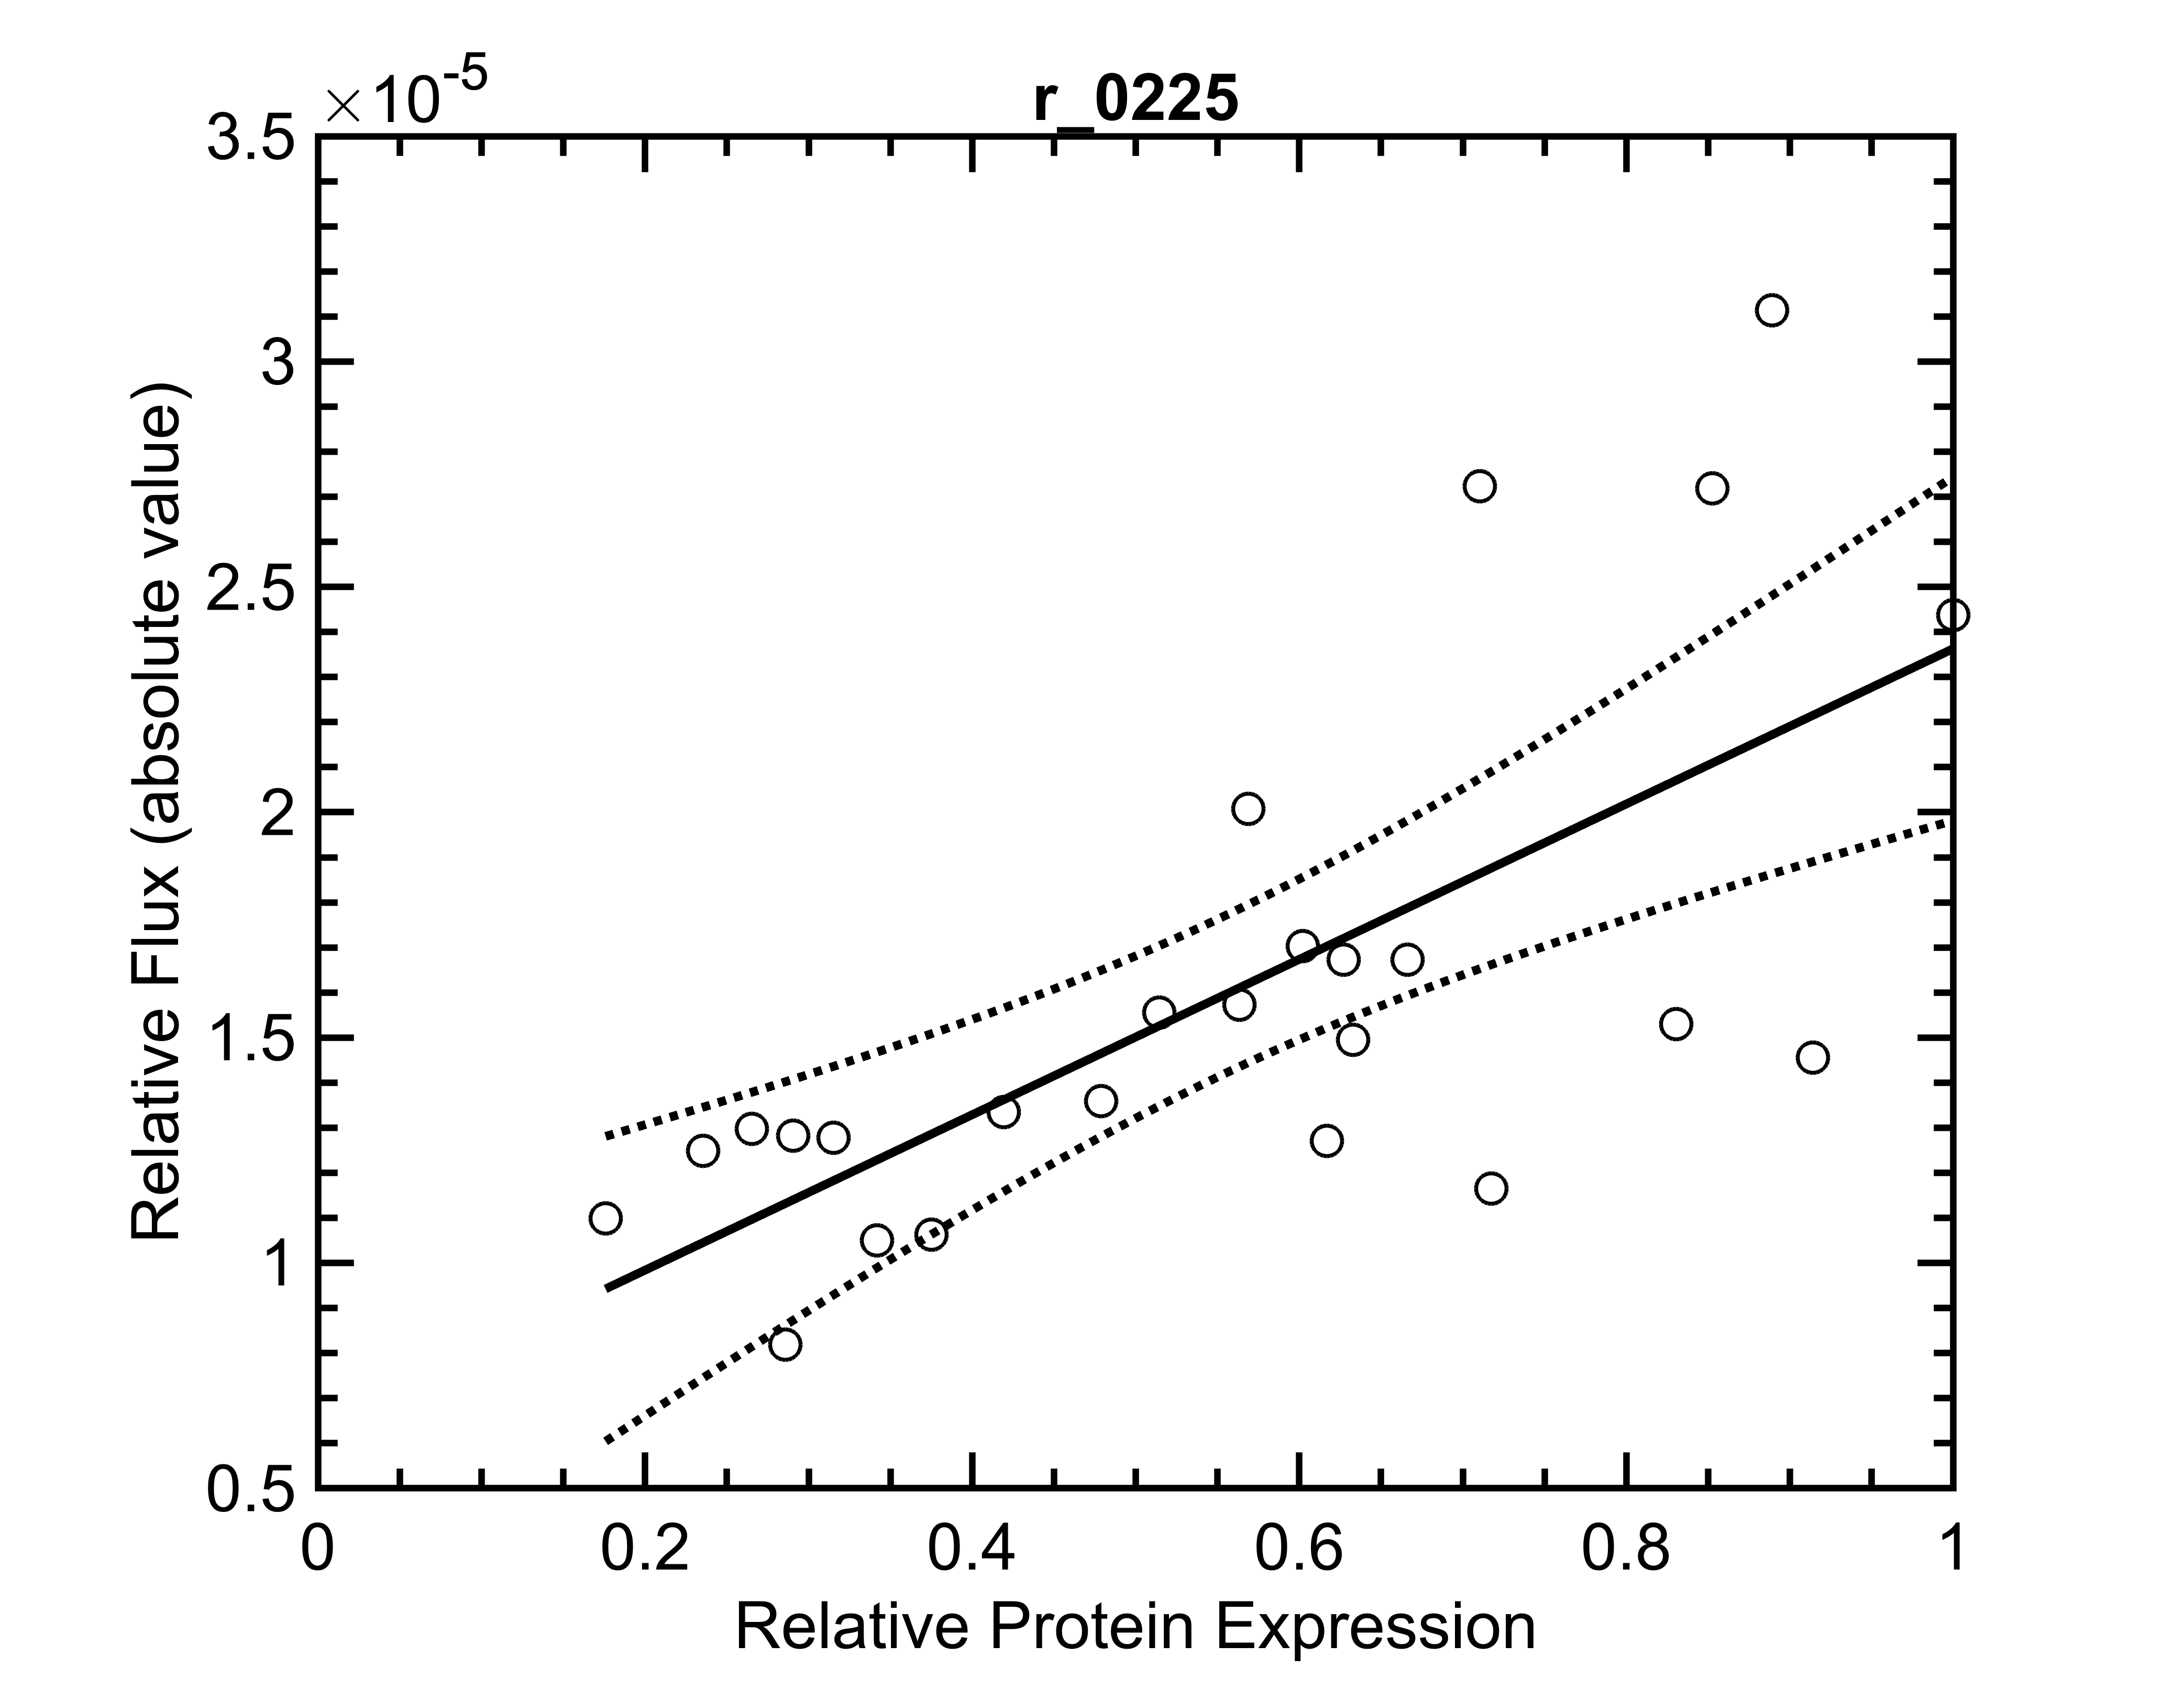 ×10-5
r_0225
3.5
3
2.5
2
1.5
1
0.5
Relative Flux (absolute value)
0 0.2 0.4 0.6 0.8 1
Relative Protein Expression